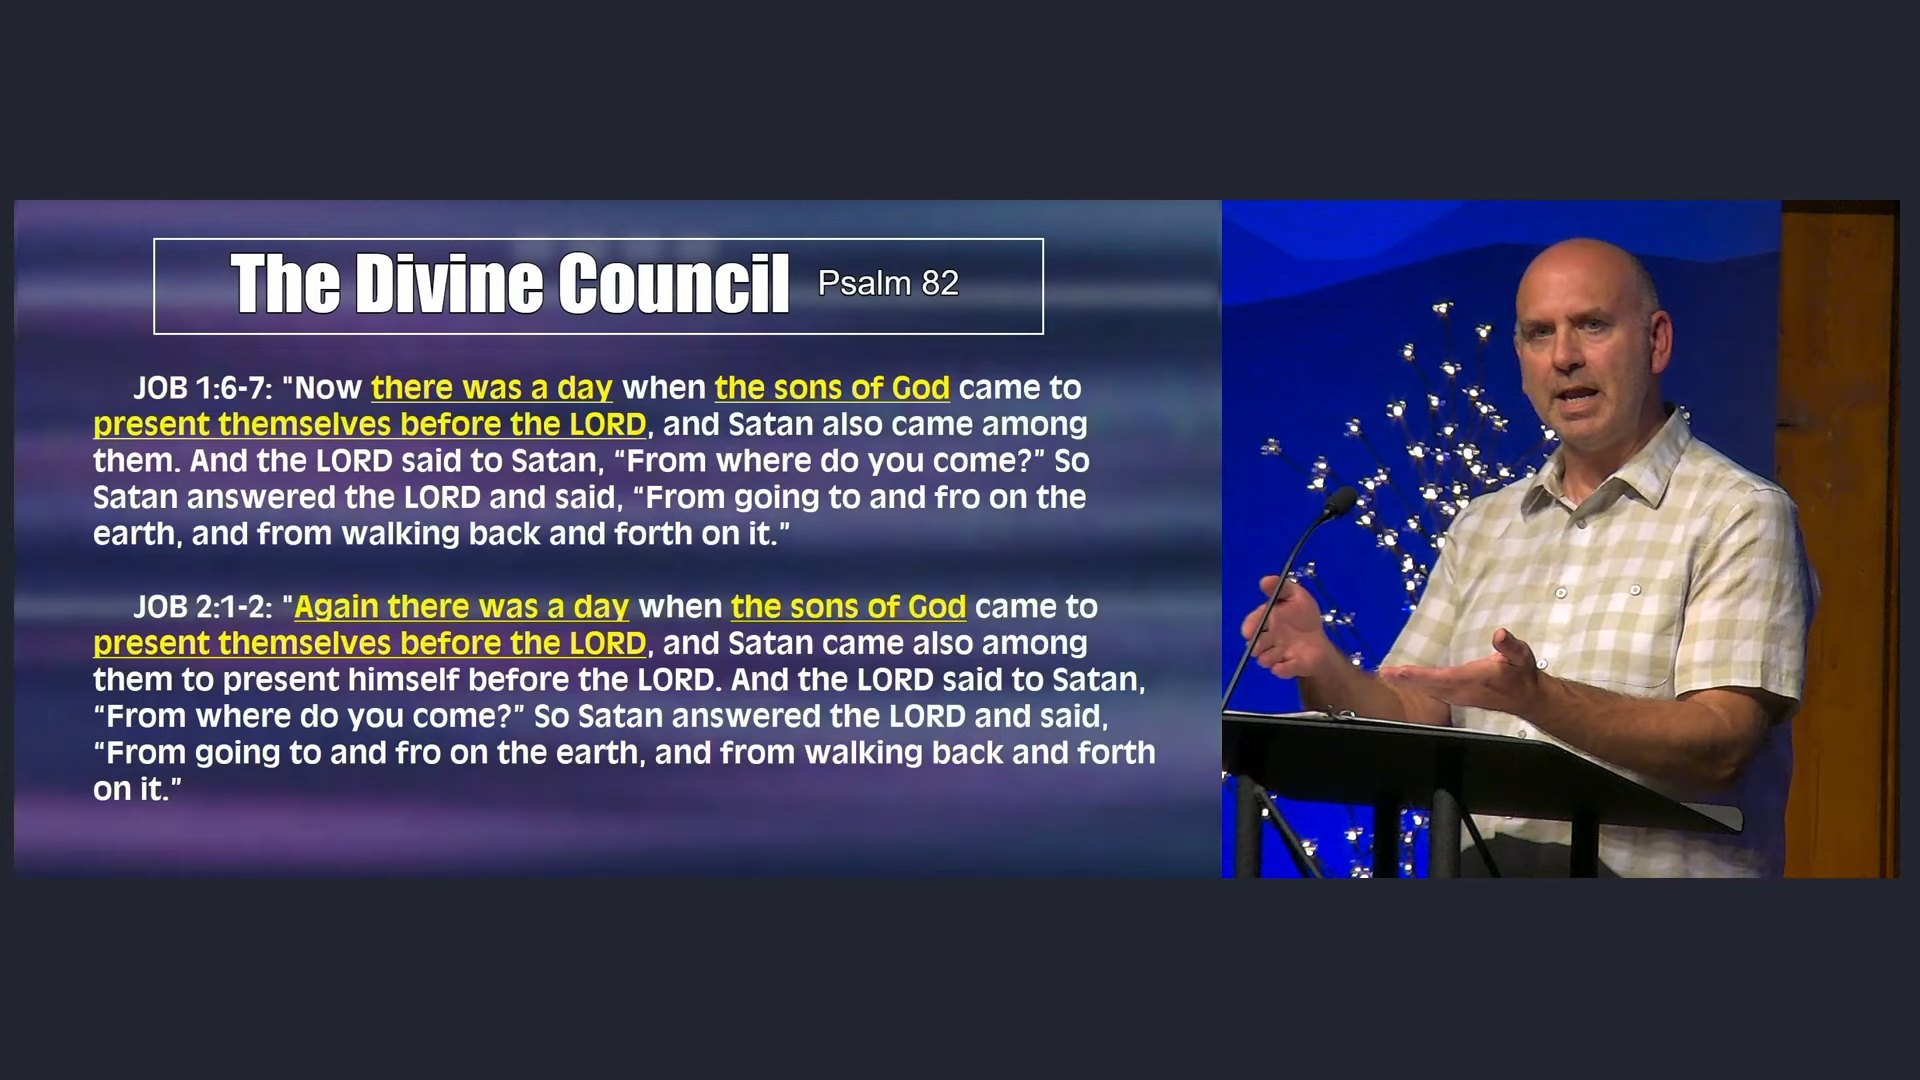 The Divine Council Psalm 82
JOB 1:6-7: "Now there was a day when the sons of God came to
present themselves before the LORD, and Satan also came among
them. And the LORD said to Satan, “From where do you come?” So
Satan answered the LORD and said, “From going to and fro on the
earth, and from walking back and forth on it.”
JOB 2:1-2: "Again there was a day when the sons of God came to
present themselves before the LORD, and Satan came also among
them to present himself before the LORD. And the LORD said to Satan,
“From where do you come?” So Satan answered the LORD and said,
“From going to and fro on the earth, and from walking back and forth
on it.”